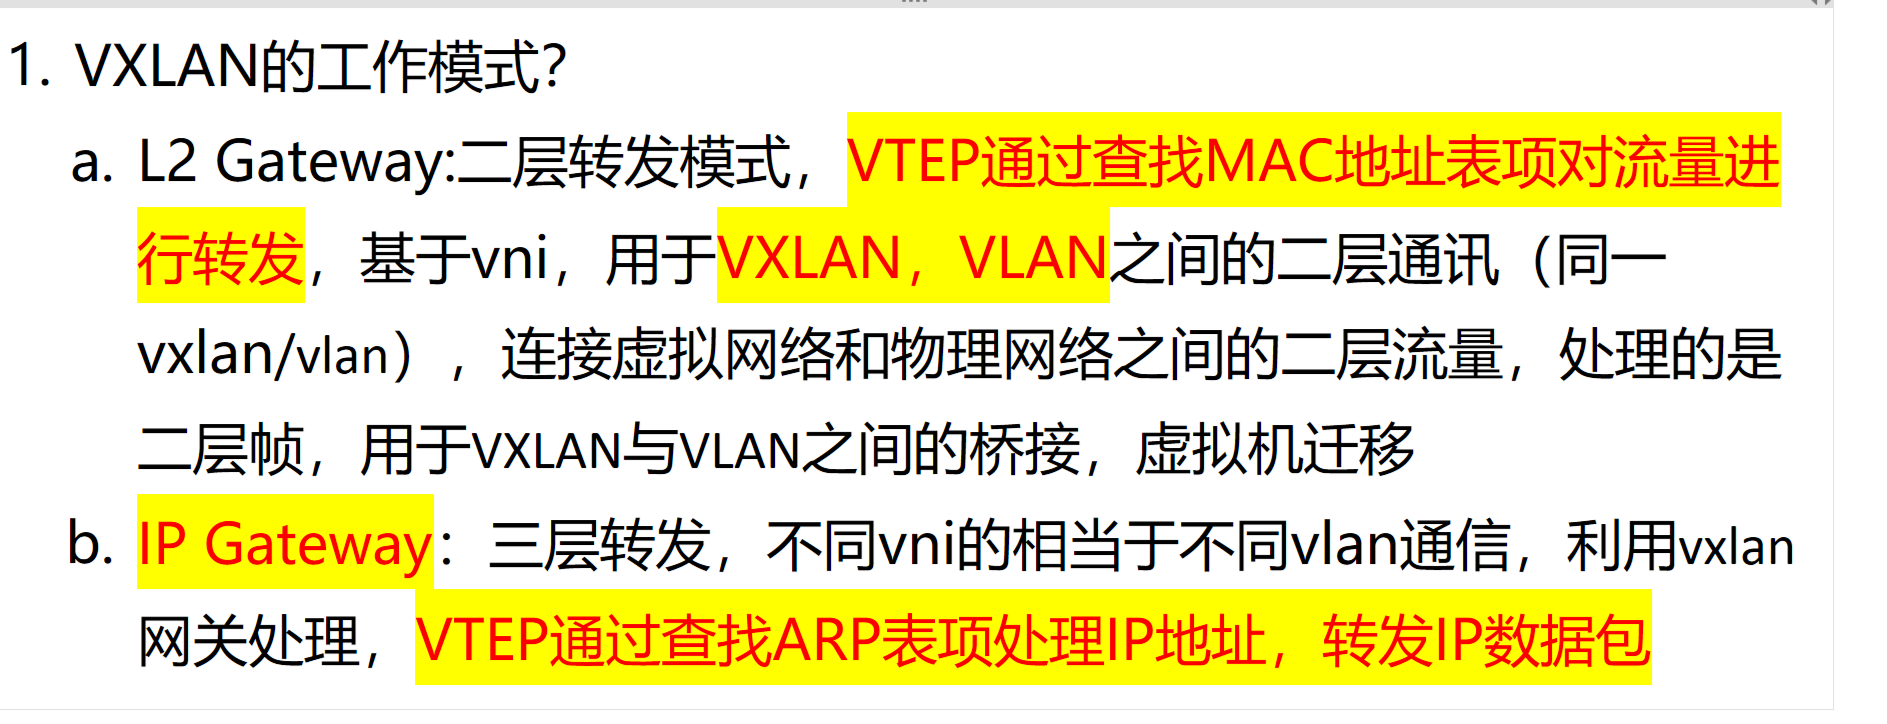 1. VXLAN的工作模式?
a. L2 Gateway:二层转发模式，VTEP通过查找MAC地址表项对流量进
行转发，基于vni，用于VXLAN，VLAN之间的二层通讯（同一
vxlan/vlan），连接虚拟网络和物理网络之间的二层流量，处理的是
二层帧，用于VXLAN与VLAN之间的桥接，虚拟机迁移
b. IP Gateway：三层转发，不同vni的相当于不同vlan通信，利用vxlan
网关处理，VTEP通过查找ARP表项处理IP地址，转发IP数据包